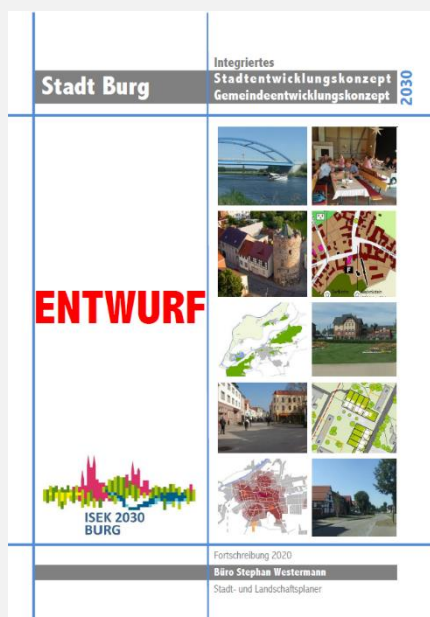 Integriertes
Stadt Burg
Stadtentwicklungskonzept
Gemeindeentwicklungskonzept
2030
ENTWURF
ISEK 2030
BURG
Fortschreibung 2020
Büro Stephan Westermann
Stadt- und Landschaftsplaner